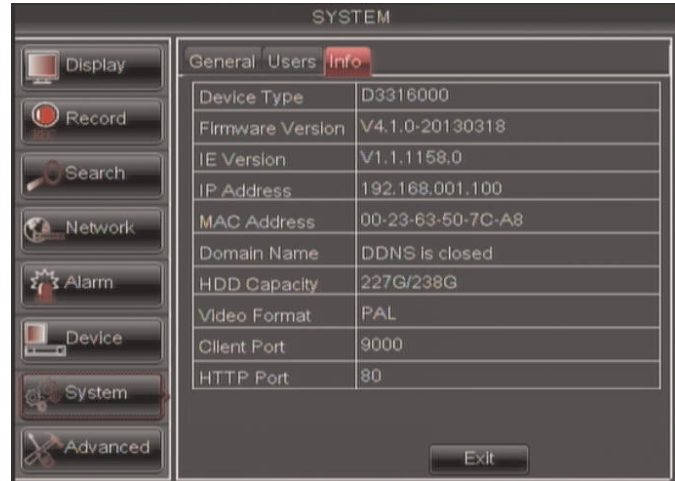 SYSTEM
Display
Record
Search
Network
Alarm
Device
System
Advanced
General Users Info
Device Type D3316000
Firmware Version V4.1.0-20130318
IE Version V1.1.1158.0
IP Address 192.168.001.100
MAC Address 00-23-63-50-7C-A8
Domain Name DDNS is closed
HDD Capacity 227G/238G
Video Format PAL
Client Port 9000
HTTP Port 80
Exit